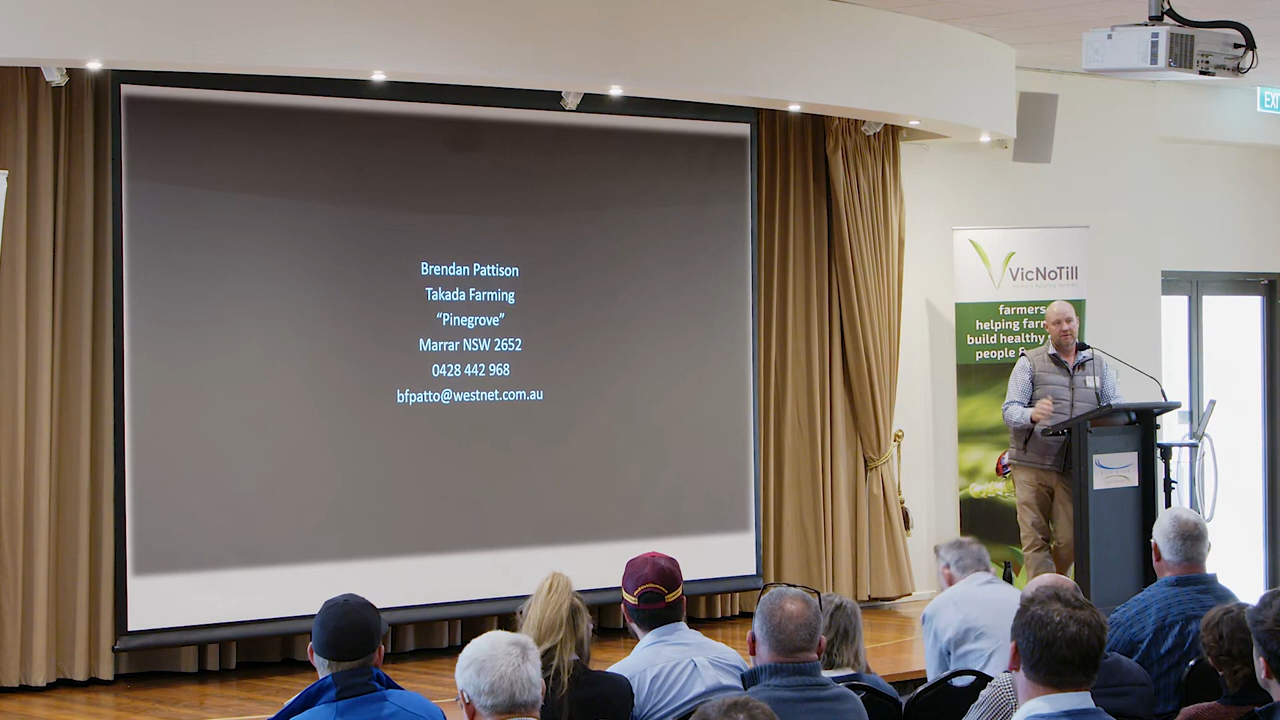 Brendan Pattison
Takada Farming
“Pinegrove”
Marrar NSW 2652
0428 442 968
bfpatto@westnet.com.au
VicNoTill
farmers
helping farm
build healthy
people &
EXI